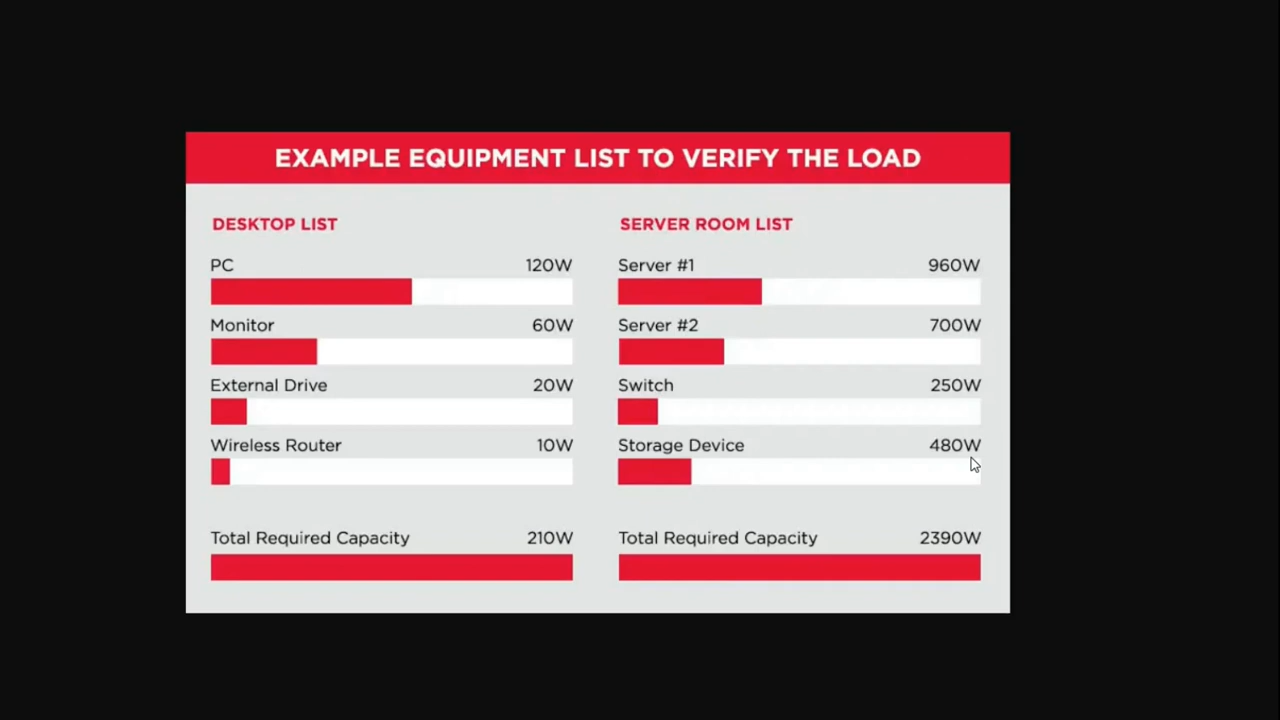 EXAMPLE EQUIPMENT LIST TO VERIFY THE LOAD
DESKTOP LIST
PC 120W
Monitor 60W
External Drive 20W
Wireless Router 10W
Total Required Capacity 210W
SERVER ROOM LIST
Server #1 960W
Server #2 700W
Switch 250W
Storage Device 480W
Total Required Capacity 2390W